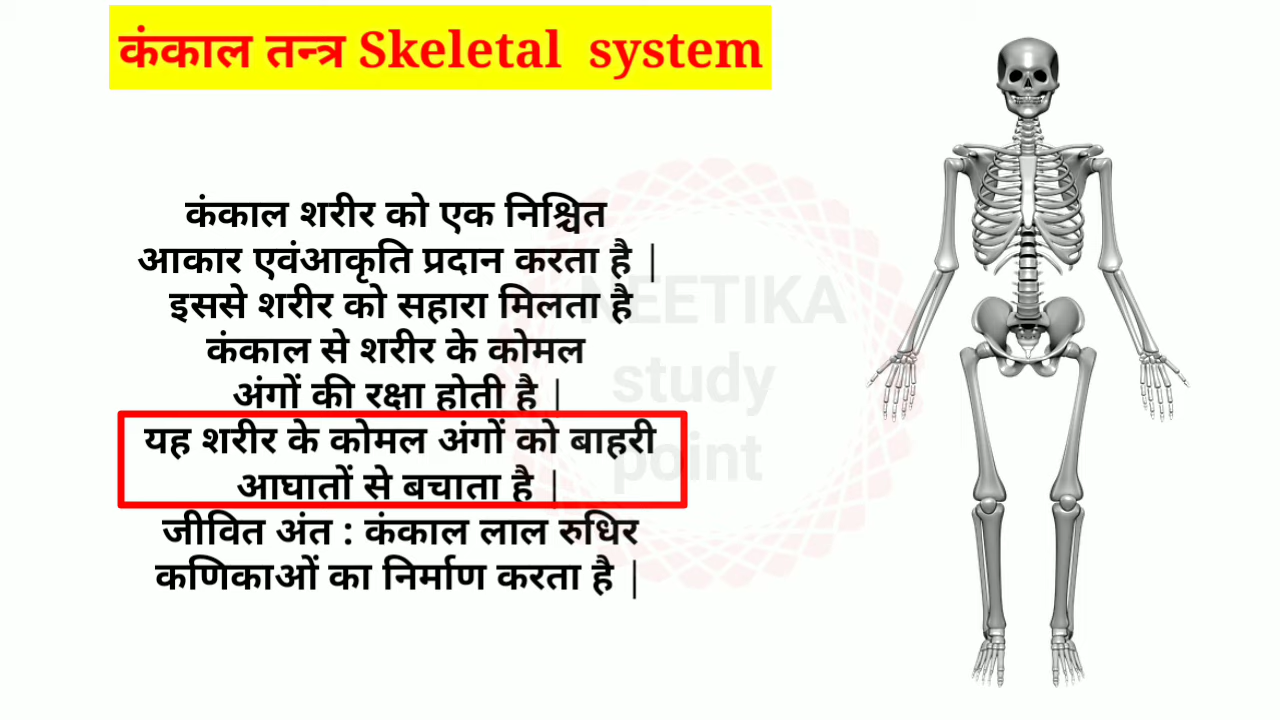 कंकाल तन्त्र Skeletal system
कंकाल शरीर को एक निश्चित
आकार एवंआकृति प्रदान करता है |
इससे शरीर को सहारा मिलता है
कंकाल से शरीर के कोमल
अंगों की रक्षा होती है |
यह शरीर के कोमल अंगों को बाहरी
आघातों से बचाता है |
जीवित अंत : कंकाल लाल रुधिर
कणिकाओं का निर्माण करता है |
NEETIKA
study
point